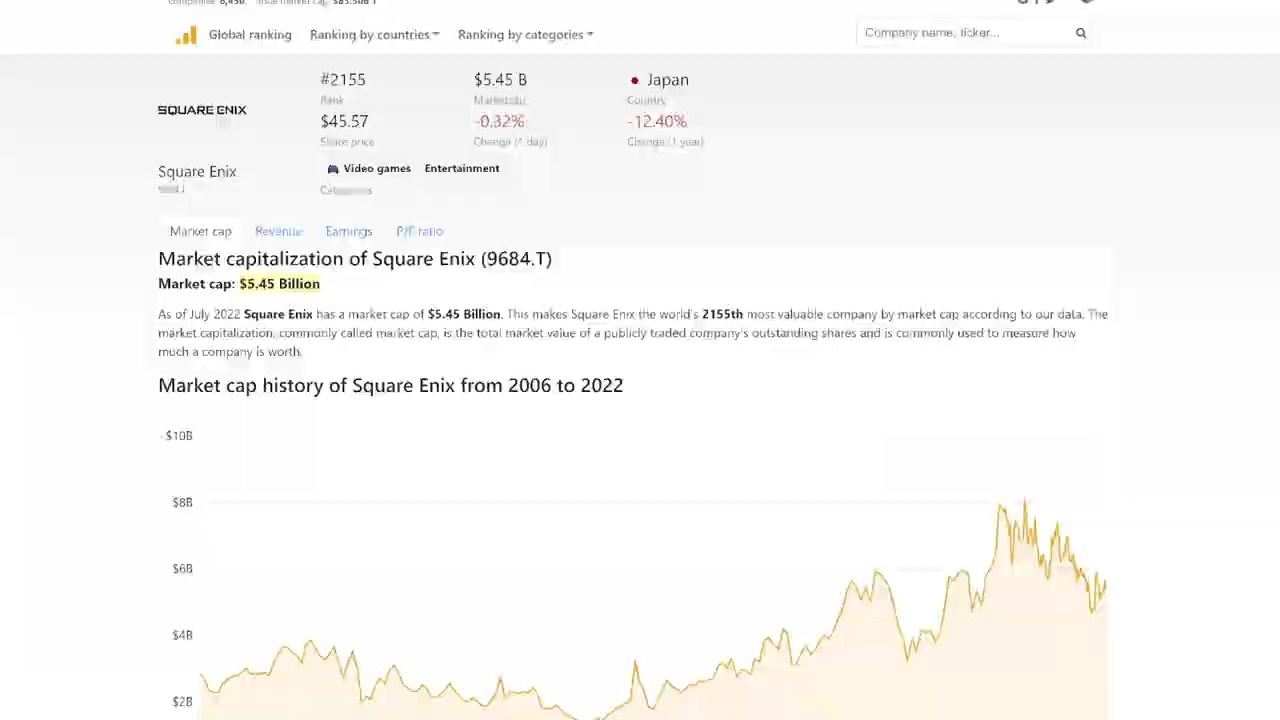 Global ranking Ranking by countries Ranking by categories Company name, ticker...
#2155 $5.45 B Japan
Rank Marketcap Country
SQUARE ENIX
$45.57 -0.32% -12.40%
Share price Change (1 day) Change (1 year)
Square Enix Video games Entertainment
Categories
Market cap Revenue Earnings P/E ratio
Market capitalization of Square Enix (9684.T)
Market cap: $5.45 Billion
As of July 2022 Square Enix has a market cap of $5.45 Billion. This makes Square Enix the world's 2155th most valuable company by market cap according to our data. The
market capitalization, commonly called market cap, is the total market value of a publicly traded company's outstanding shares and is commonly used to measure how
much a company is worth.
Market cap history of Square Enix from 2006 to 2022
$10B
$8B
$6B
$4B
$2B